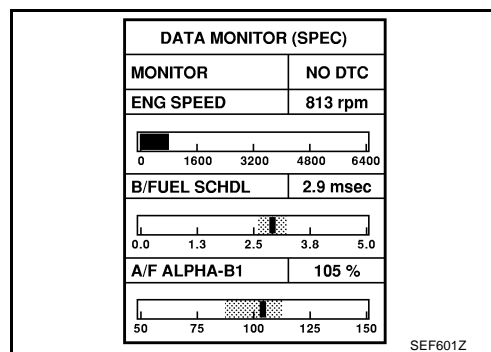 DATA MONITOR (SPEC)
MONITOR NO DTC
ENG SPEED 813 rpm
0 1600 3200 4800 6400
B/FUEL SCHDL 2.9 msec
0.0 1.3 2.5 3.8 5.0
A/F ALPHA-B1 105 %
50 75 100 125 150
SEF601Z